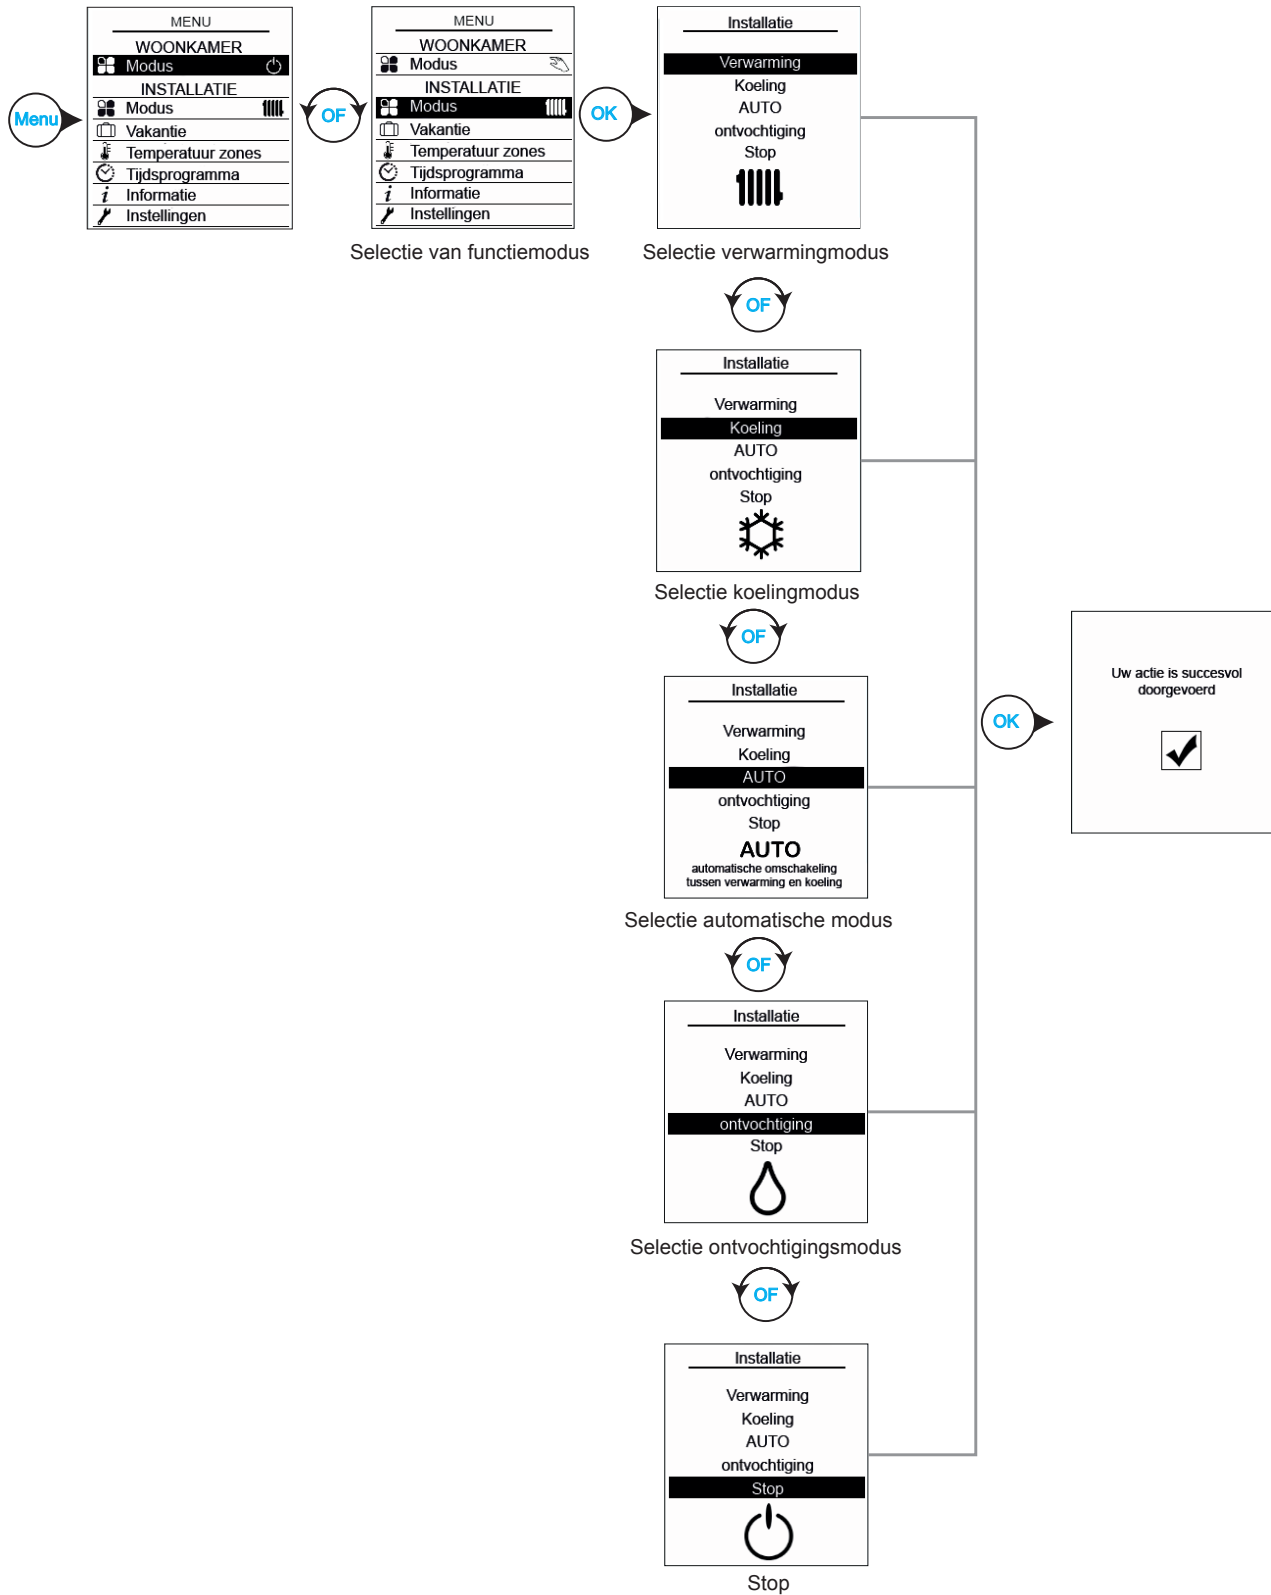 Menu
MENU
WOONKAMER
Modus
INSTALLATIE
Modus
Vakantie
Temperatuur zones
Tijdsprogramma
i Informatie
Instellingen
OF
MENU
WOONKAMER
Modus
INSTALLATIE
Modus
Vakantie
Temperatuur zones
Tijdsprogramma
i Informatie
Instellingen
Selectie van functiemodus
OK
Installatie
Verwarming
Koeling
AUTO
ontvochtiging
Stop
Selectie verwarmingmodus
OF
Installatie
Verwarming
Koeling
AUTO
ontvochtiging
Stop
Selectie koelingmodus
OF
Installatie
Verwarming
Koeling
AUTO
ontvochtiging
Stop
AUTO
automatische omschakeling
tussen verwarming en koeling
Selectie automatische modus
OF
Installatie
Verwarming
Koeling
AUTO
ontvochtiging
Stop
Selectie ontvochtigingsmodus
OF
Installatie
Verwarming
Koeling
AUTO
ontvochtiging
Stop
Stop
OK
Uw actie is succesvol
doorgevoerd